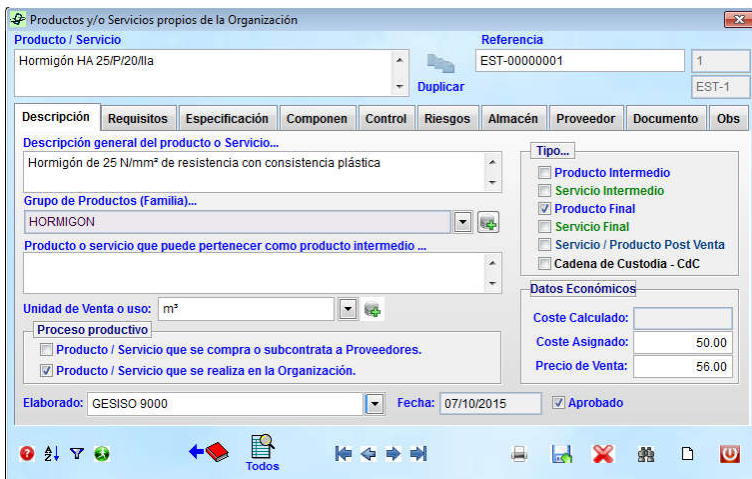 Productos y/o Servicios propios de la Organización
Producto / Servicio
Referencia
Hormigón HA 25/P/20/IIa
EST-00000001
1
Duplicar
EST-1
Descripción Requisitos Especificación Componen Control Riesgos Almacén Proveedor Documento Obs
Descripción general del producto o Servicio...
Hormigón de 25 N/mm² de resistencia con consistencia plástica
Grupo de Productos (Familia)...
HORMIGON
Producto o servicio que puede pertenecer como producto intermedio ...
Unidad de Venta o uso: m³
Proceso productivo
Producto / Servicio que se compra o subcontrata a Proveedores.
Producto / Servicio que se realiza en la Organización.
Tipo...
Producto Intermedio
Servicio Intermedio
Producto Final
Servicio Final
Servicio / Producto Post Venta
Cadena de Custodia - CdC
Datos Económicos
Coste Calculado:
Coste Asignado: 50.00
Precio de Venta: 56.00
Elaborado: GESISO 9000 Fecha: 07/10/2015 Aprobado
Todos